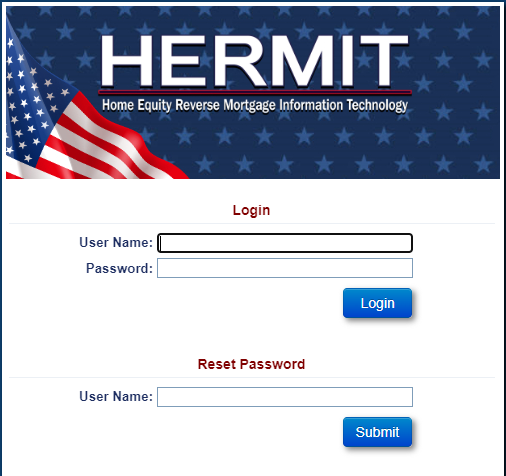 HERMIT
Home Equity Reverse Mortgage Information Technology
Login
User Name:
Password:
Login
Reset Password
User Name:
Submit